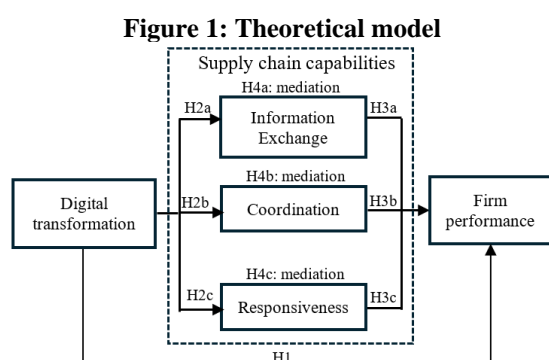 Figure 1: Theoretical model
Supply chain capabilities
H4a: mediation
H2a
Information
Exchange
H3a
H4b: mediation
Digital
transformation
H2b
Coordination
H3b
Firm
performance
H4c: mediation
H2c
Responsiveness
H3c
H1